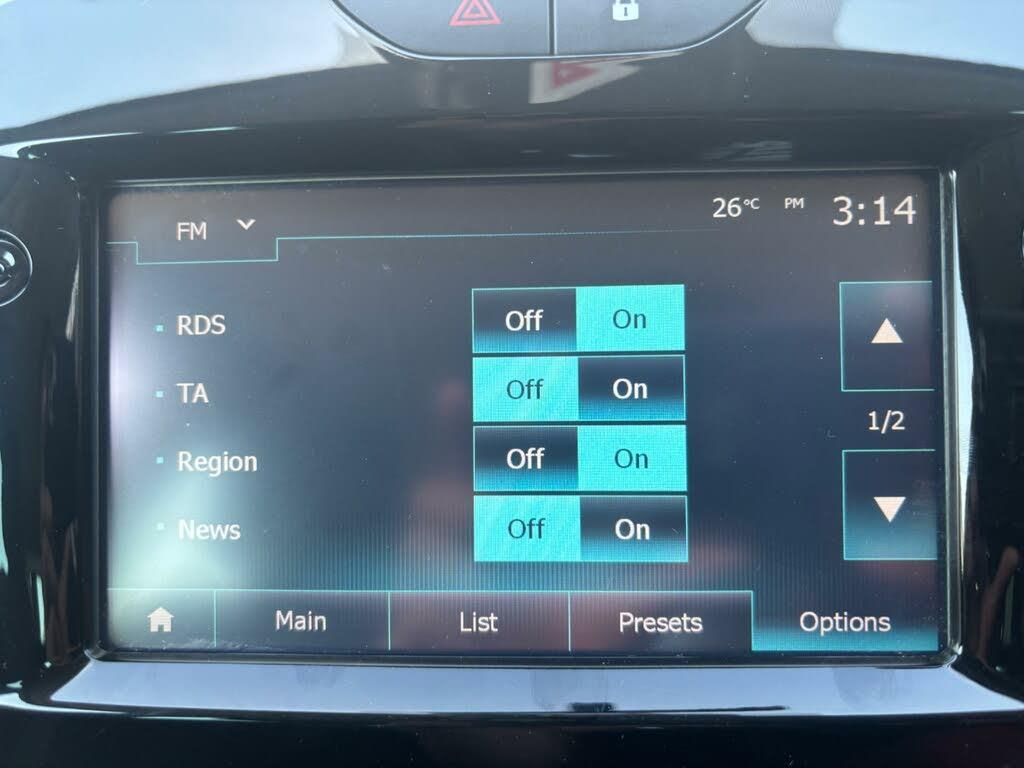 FM 26°C PM 3:14
RDS Off On
TA Off On
1/2
Region Off On
News Off On
Main List Presets Options